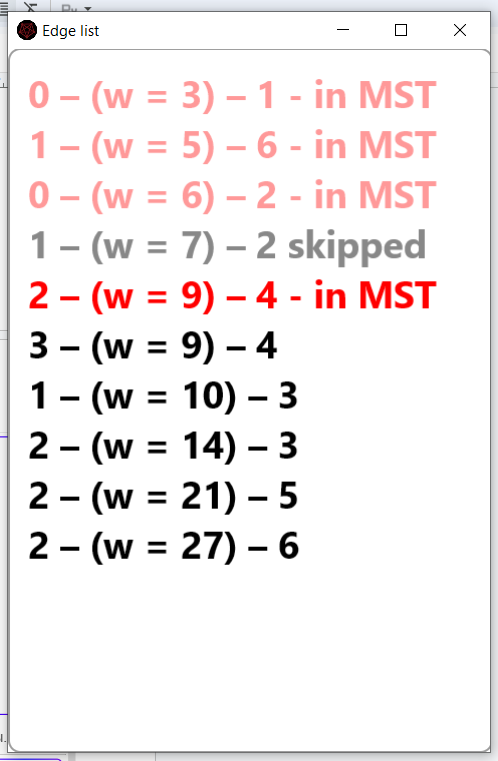 Edge list
0 – (w = 3) – 1 - in MST
1 – (w = 5) – 6 - in MST
0 – (w = 6) – 2 - in MST
1 – (w = 7) – 2 skipped
2 – (w = 9) – 4 - in MST
3 – (w = 9) – 4
1 – (w = 10) – 3
2 – (w = 14) – 3
2 – (w = 21) – 5
2 – (w = 27) – 6